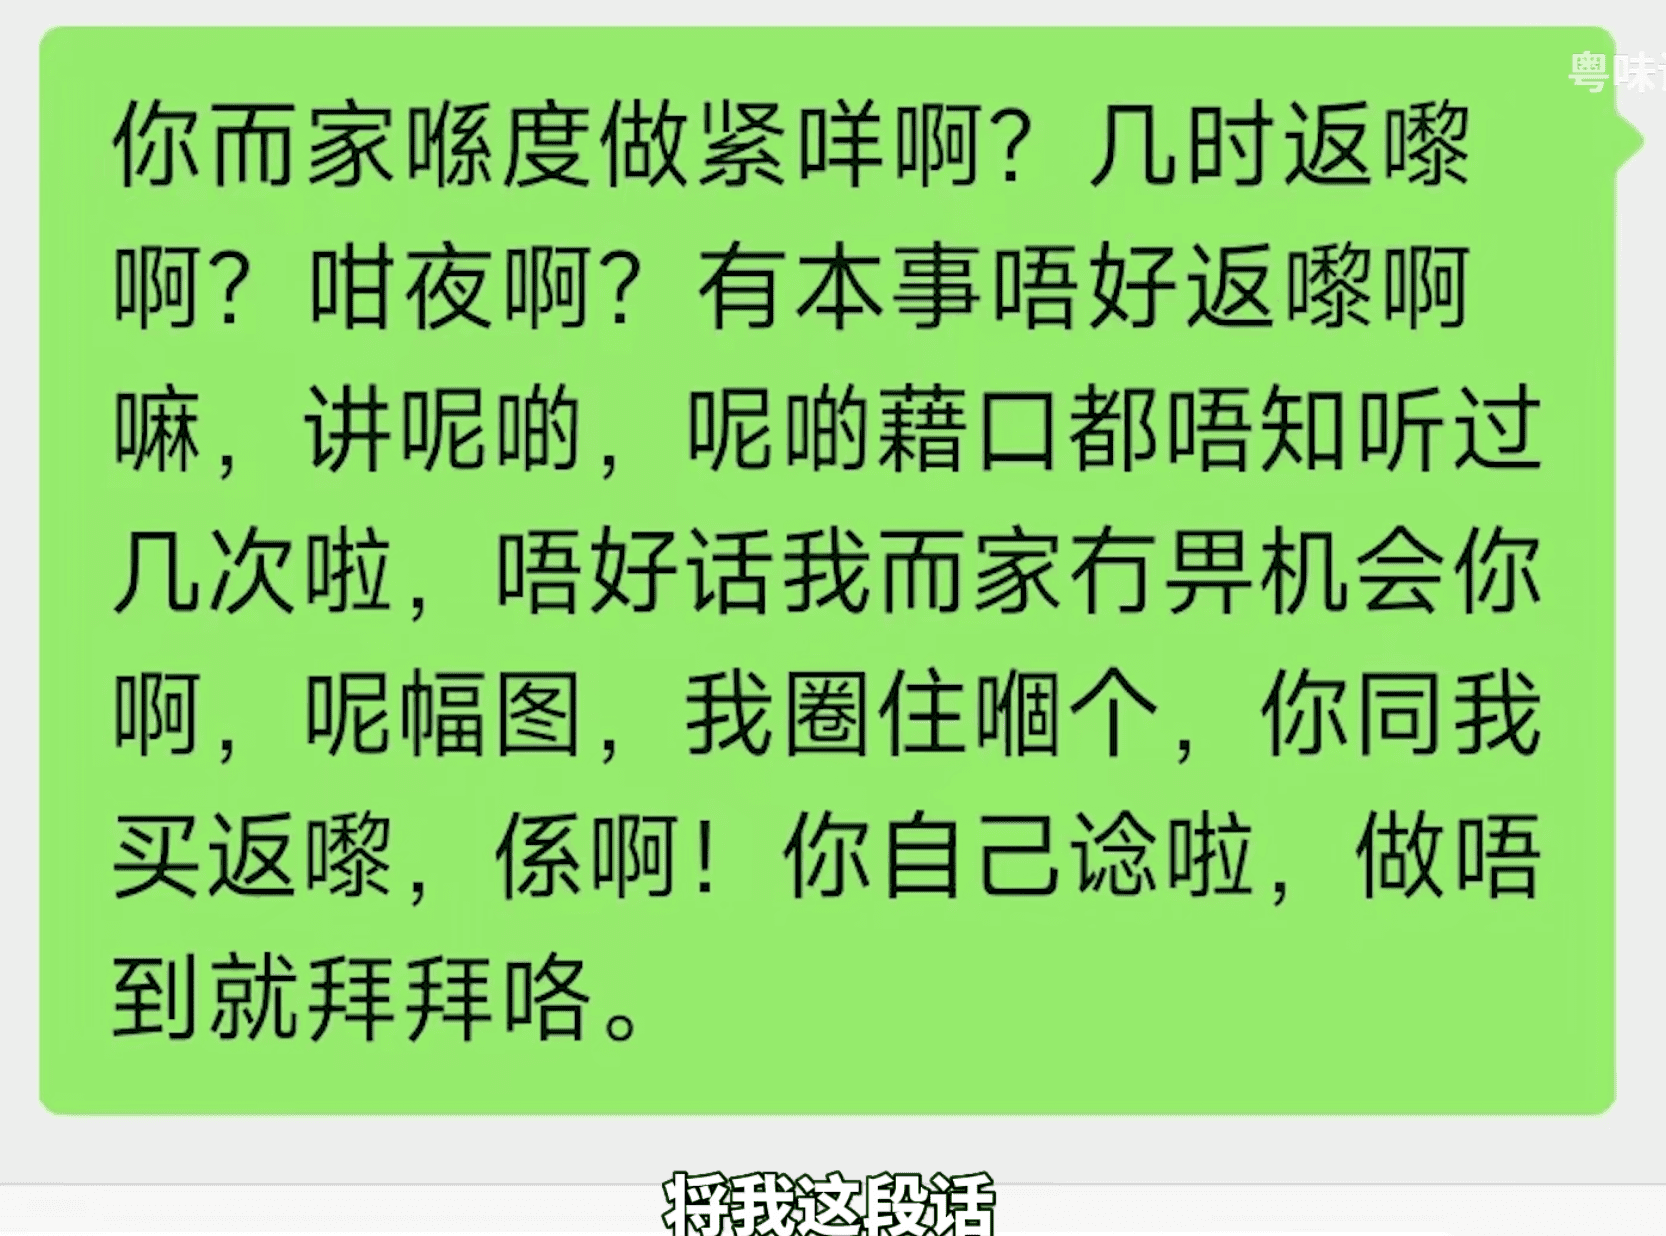 粤味
你而家喺度做紧咩啊？几时返嚟
啊？咁夜啊？有本事唔好返嚟啊
嘛，讲呢啲，呢啲藉口都唔知听过
几次啦，唔好话我而家冇畀机会你
啊，呢幅图，我圈住嗰个，你同我
买返嚟，係啊！你自己谂啦，做唔
到就拜拜咯。
将我这段话